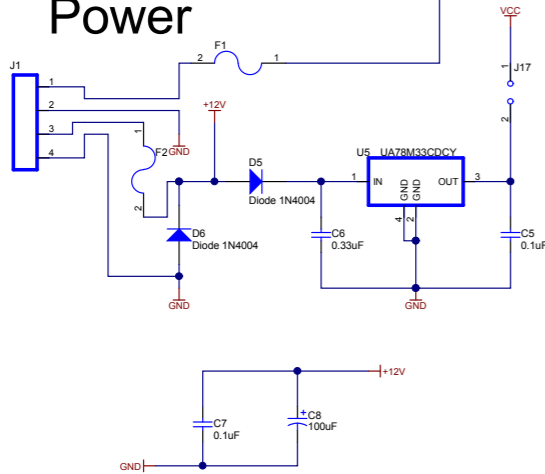 Power
J1
1
2
3
4
2
F1
1
+12V
GND
1
F2
2
D5
Diode 1N4004
D6
Diode 1N4004
GND
C6
0.33uF
U5
UA78M33CDCY
1
IN
GND
GND
OUT
3
4
2
GND
VCC
J17
1
2
C5
0.1uF
+12V
C7
0.1uF
+
C8
100uF
GND